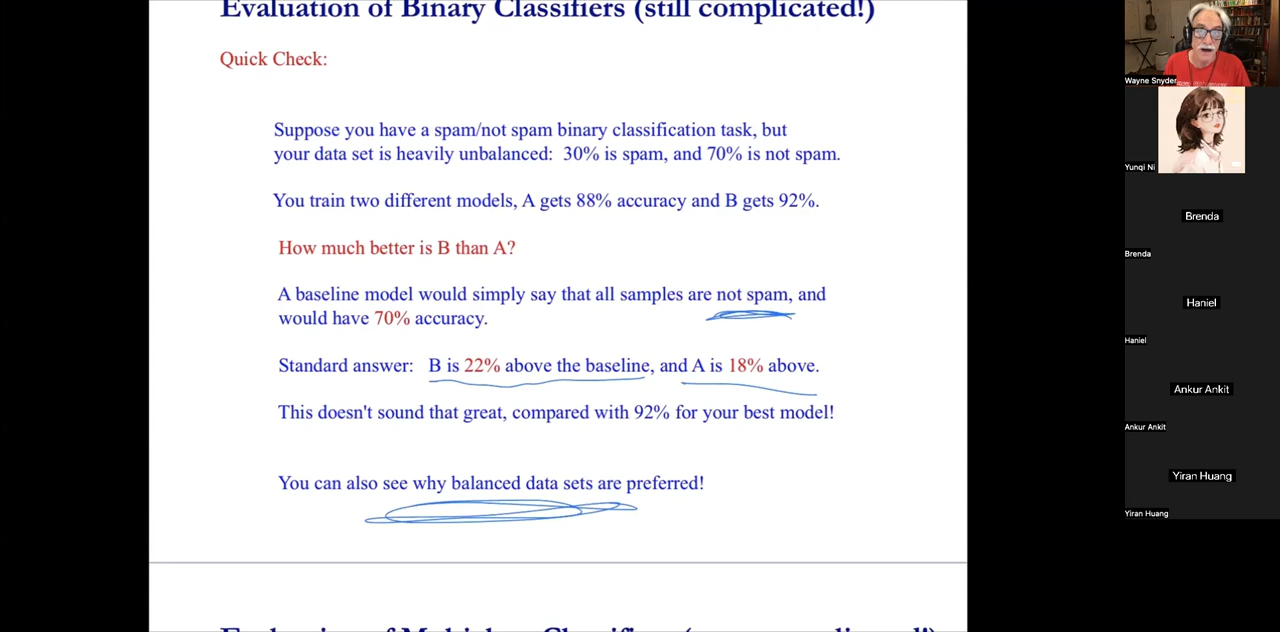 Evaluation of Binary Classifiers (still complicated!)
Quick Check:
Suppose you have a spam/not spam binary classification task, but
your data set is heavily unbalanced:  30% is spam, and 70% is not spam.
You train two different models, A gets 88% accuracy and B gets 92%.
How much better is B than A?
A baseline model would simply say that all samples are not spam, and
would have 70% accuracy.
Standard answer:   B is 22% above the baseline, and A is 18% above.
This doesn't sound that great, compared with 92% for your best model!
You can also see why balanced data sets are preferred!
Wayne Snyder
Yunqi Ni
Brenda
Brenda
Haniel
Haniel
Ankur Ankit
Ankur Ankit
Yiran Huang
Yiran Huang